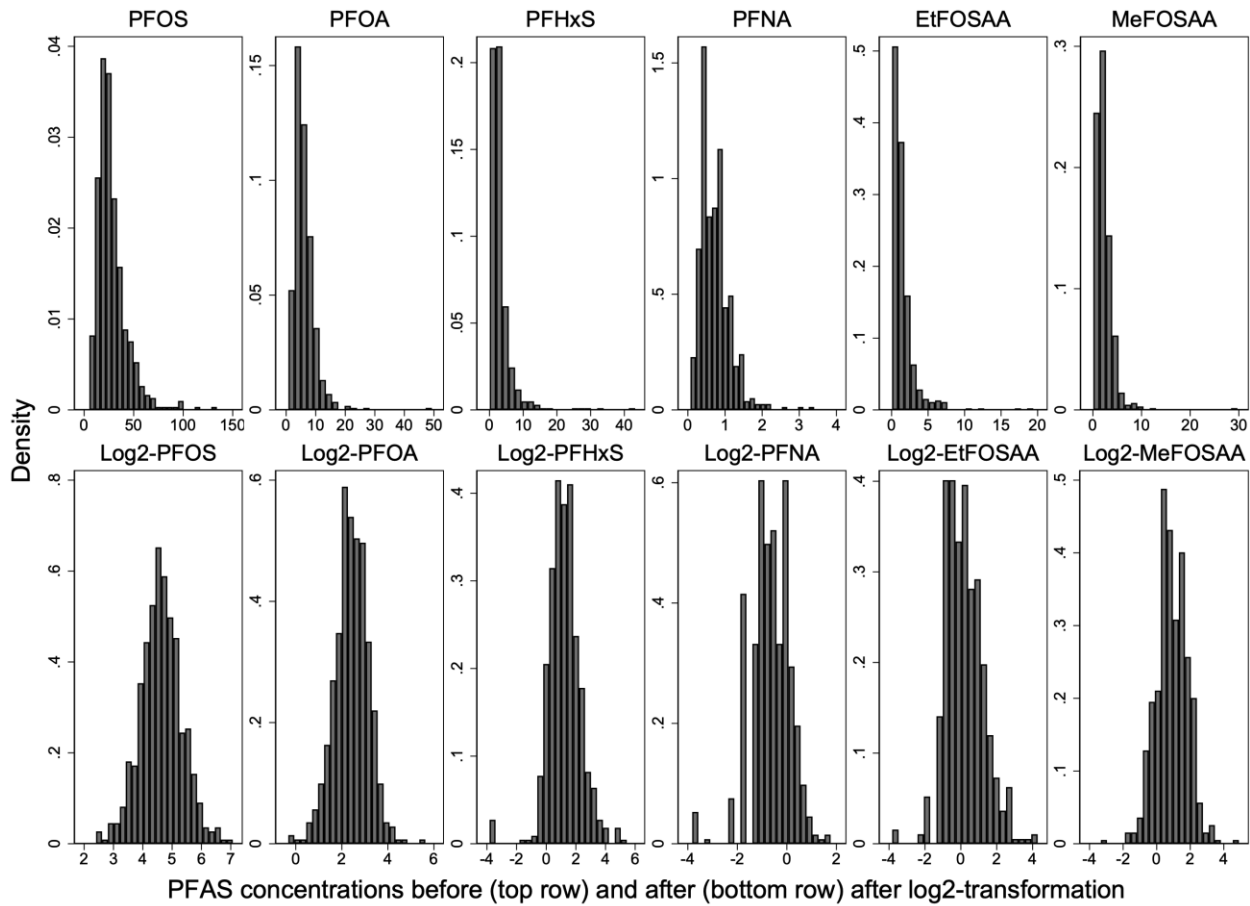 PFOS PFOA PFHxS PFNA EtFOSAA MeFOSAA
.04 .03 .02 .01 0
.15 .1 .05 0
.2 .15 .1 .05 0
1.5 1 .5 0
.5 .4 .3 .2 .1 0
.3 .2 .1 0
0 50 100 150
0 10 20 30 40 50
0 10 20 30 40
0 2 4
0 5 10 15 20
0 10 20 30
Density
Log2-PFOS Log2-PFOA Log2-PFHxS Log2-PFNA Log2-EtFOSAA Log2-MeFOSAA
.8 .6 .4 .2 0
.6 .4 .2 0
.4 .3 .2 .1 0
.6 .4 .2 0
.4 .3 .2 .1 0
.5 .4 .3 .2 .1 0
2 3 4 5 6 7
0 2 4 6
-4 -2 0 2 4 6
-4 -2 0 2
-4 -2 0 2 4
-4 -2 0 2 4
PFAS concentrations before (top row) and after (bottom row) after log2-transformation